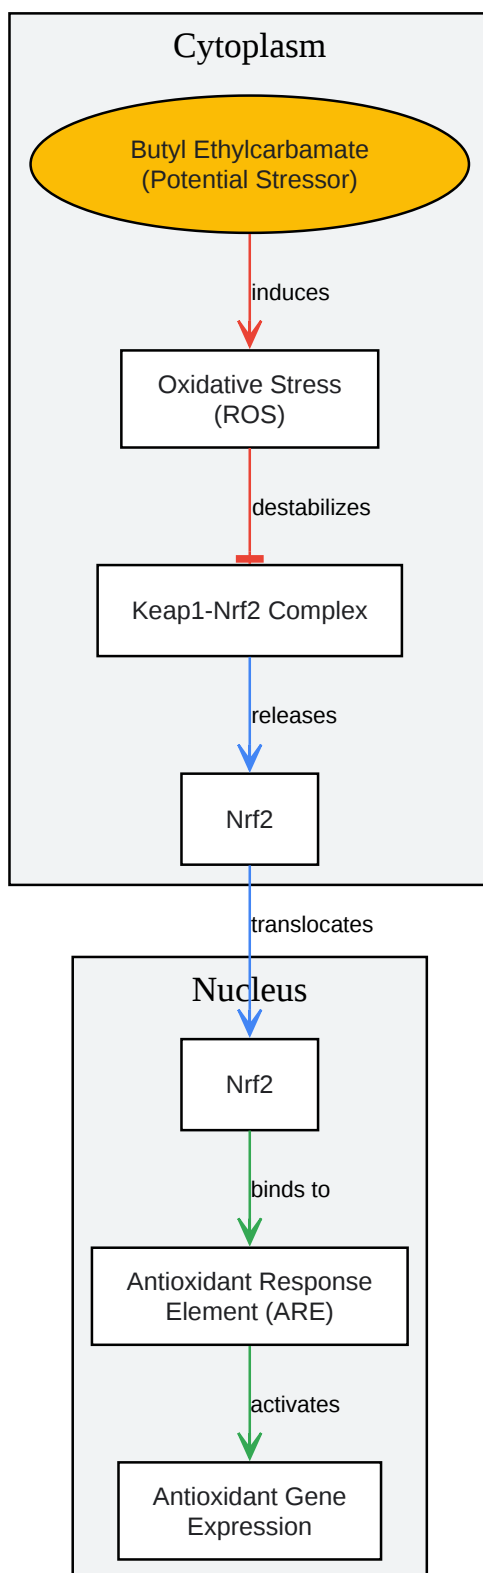 Cytoplasm
Butyl Ethylcarbamate
(Potential Stressor)
induces
Oxidative Stress
(ROS)
destabilizes
Keap1-Nrf2 Complex
releases
Nrf2
translocates
Nucleus
Nrf2
binds to
Antioxidant Response
Element (ARE)
activates
Antioxidant Gene
Expression